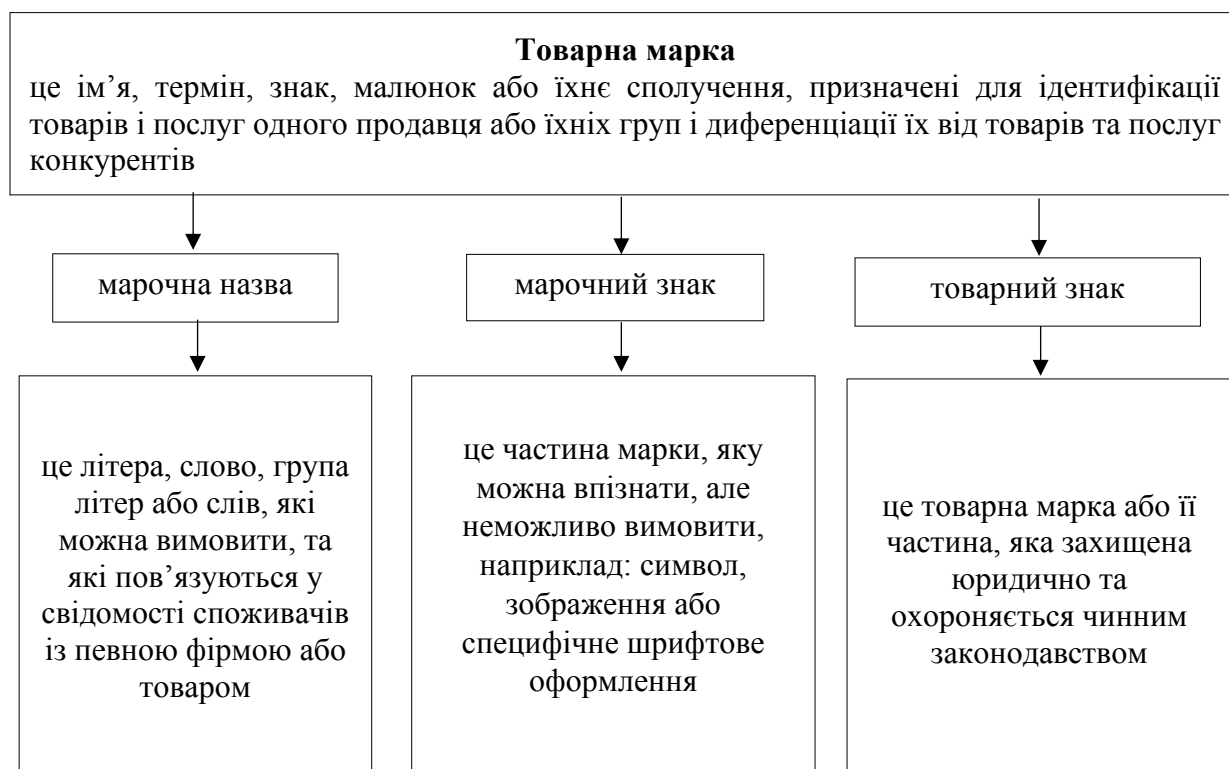 Товарна марка
це ім’я, термін, знак, малюнок або їхнє сполучення, призначені для ідентифікації
товарів і послуг одного продавця або їхніх груп і диференціації їх від товарів та послуг
конкурентів
марочна назва
марочний знак
товарний знак
це літера, слово, група
літер або слів, які
можна вимовити, та
які пов’язуються у
свідомості споживачів
із певною фірмою або
товаром
це частина марки, яку
можна впізнати, але
неможливо вимовити,
наприклад: символ,
зображення або
специфічне шрифтове
оформлення
це товарна марка або її
частина, яка захищена
юридично та
охороняється чинним
законодавством